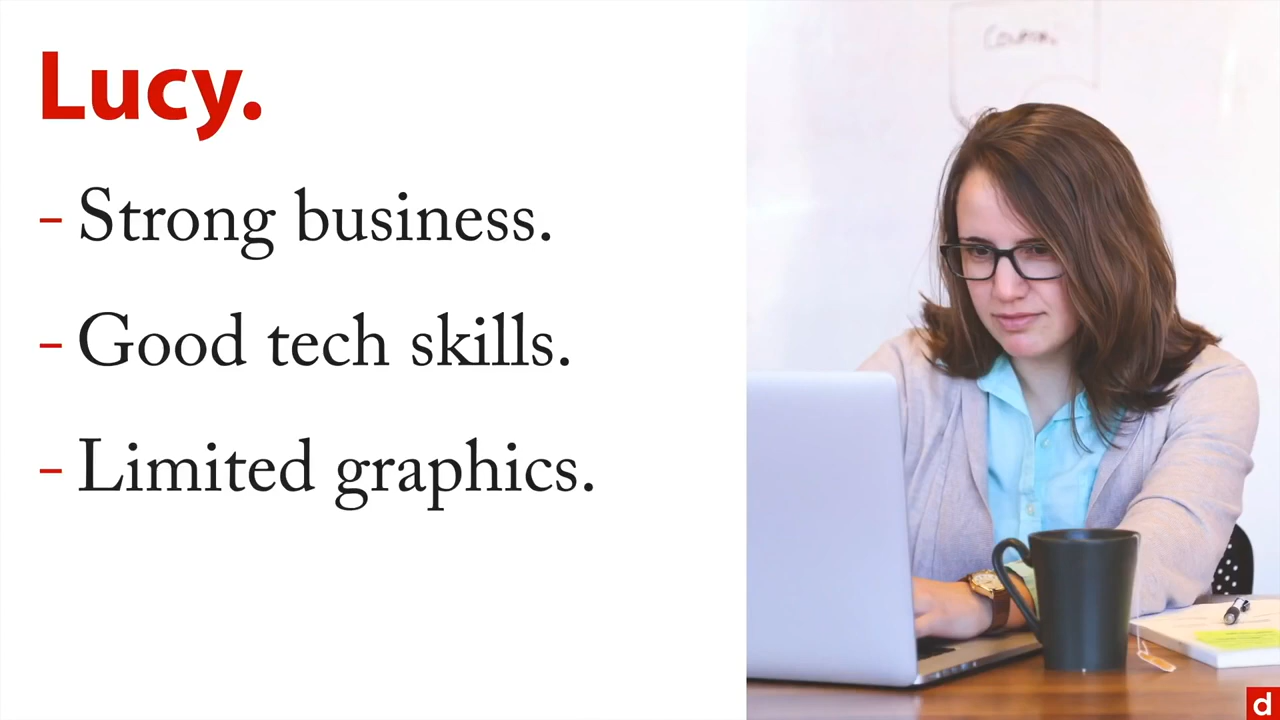 Lucy.
- Strong business.
- Good tech skills.
- Limited graphics.
d